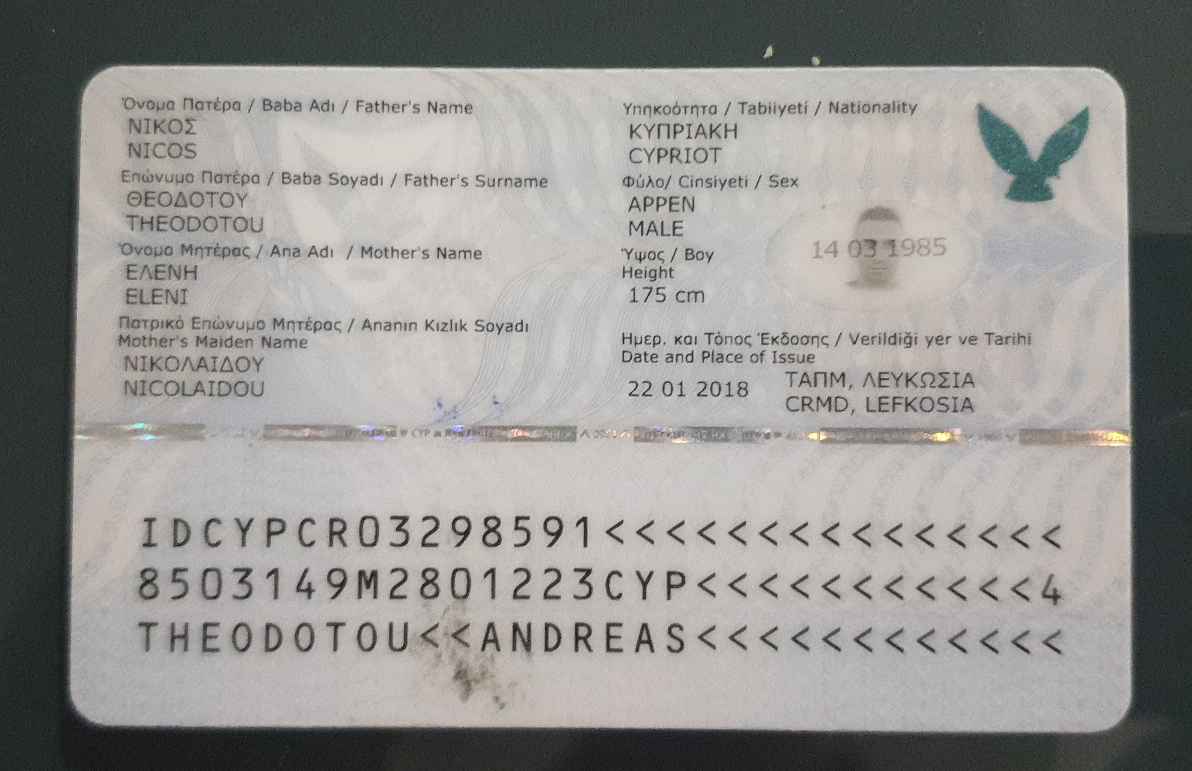 Όνομα Πατέρα / Baba Adı / Father's Name
ΝΙΚΟΣ
NICOS
Επώνυμο Πατέρα / Baba Soyadı / Father's Surname
ΘΕΟΔΟΤΟΥ
THEODOTOU
Όνομα Μητέρας / Ana Adı / Mother's Name
ΕΛΕΝΗ
ELENI
Πατρικό Επώνυμο Μητέρας / Ananın Kızlık Soyadı
Mother's Maiden Name
ΝΙΚΟΛΑΙΔΟΥ
NICOLAIDOU
Υπηκοότητα / Tabiiyeti / Nationality
ΚΥΠΡΙΑΚΗ
CYPRIOT
Φύλο/ Cinsiyeti / Sex
ΑΡΡΕΝ
MALE
Ύψος / Boy
Height
175 cm
14 03 1985
Ημερ. και Τόπος Έκδοσης / Verildiği yer ve Tarihi
Date and Place of Issue
22 01 2018
ΤΑΠΜ, ΛΕΥΚΩΣΙΑ
CRMD, LEFKOSIA
IDCYPCR03298591<<<<<<<<<<<<<<<
8503149M2801223CYP<<<<<<<<<<<4
THEODOTOU<<ANDREAS<<<<<<<<<<<<